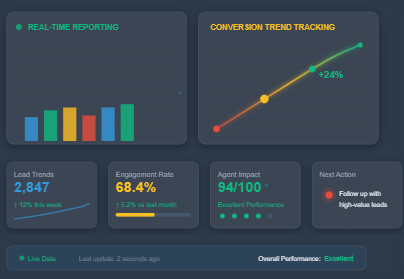 REAL-TIME REPORTING
CONVERSION TREND TRACKING
+24%
Lead Trends
2,847
↑ 12% this week
Engagement Rate
68.4%
↑ 5.2% vs last month
Agent Impact
94/100
Excellent Performance
Next Action
Follow up with
high-value leads
Live Data
Last update: 2 seconds ago
Overall Performance: Excellent